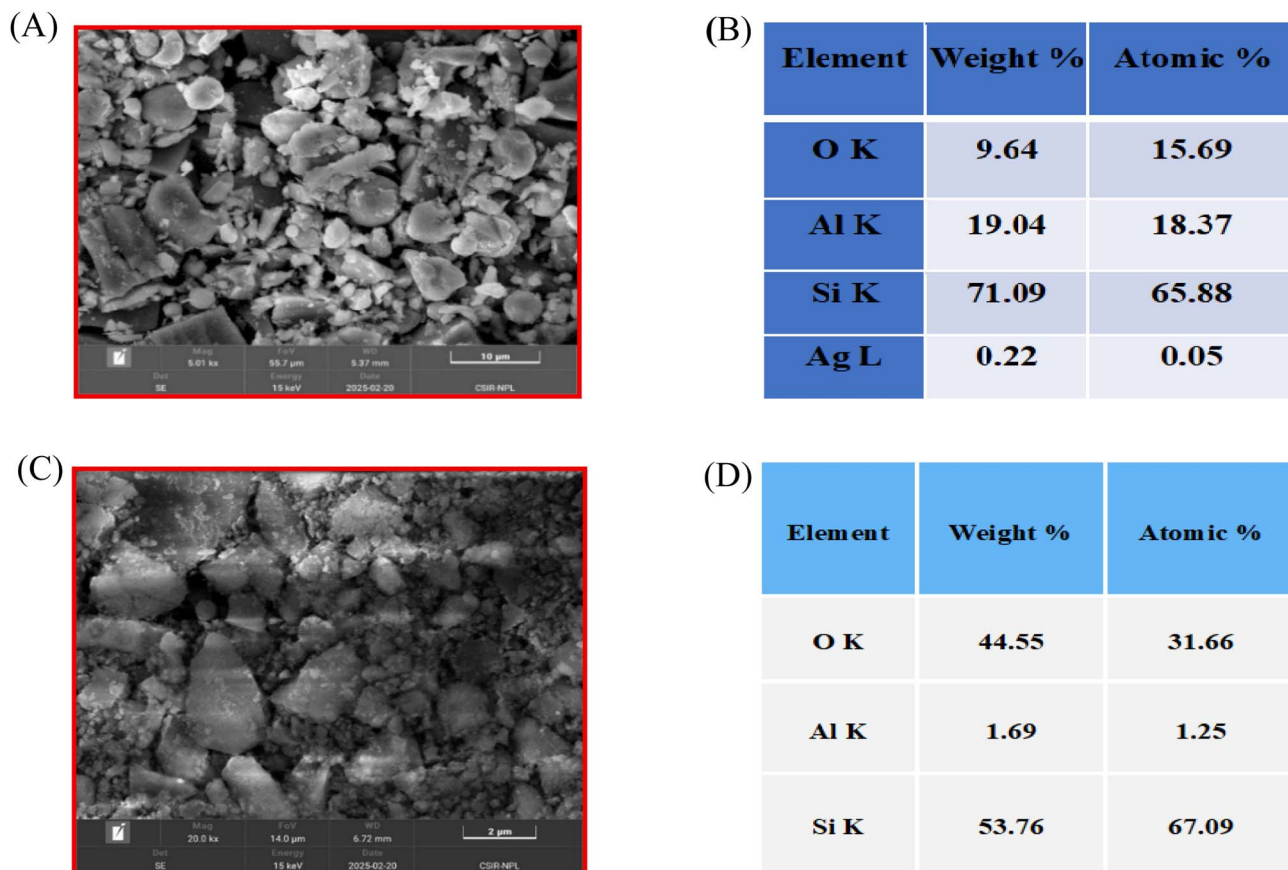 (A)
Mag FoV WD
5.01 kx 55.7 µm 5.37 mm 10 µm
Det Energy Date
SE 15 keV 2025-02-20 CSIR-NPL
(B)
Element Weight % Atomic %
O K 9.64 15.69
Al K 19.04 18.37
Si K 71.09 65.88
Ag L 0.22 0.05
(C)
Mag FoV WD
20.0 kx 14.0 µm 6.72 mm 2 µm
Det Energy Date
SE 15 keV 2025-02-20 CSIR-NPL
(D)
Element Weight % Atomic %
O K 44.55 31.66
Al K 1.69 1.25
Si K 53.76 67.09